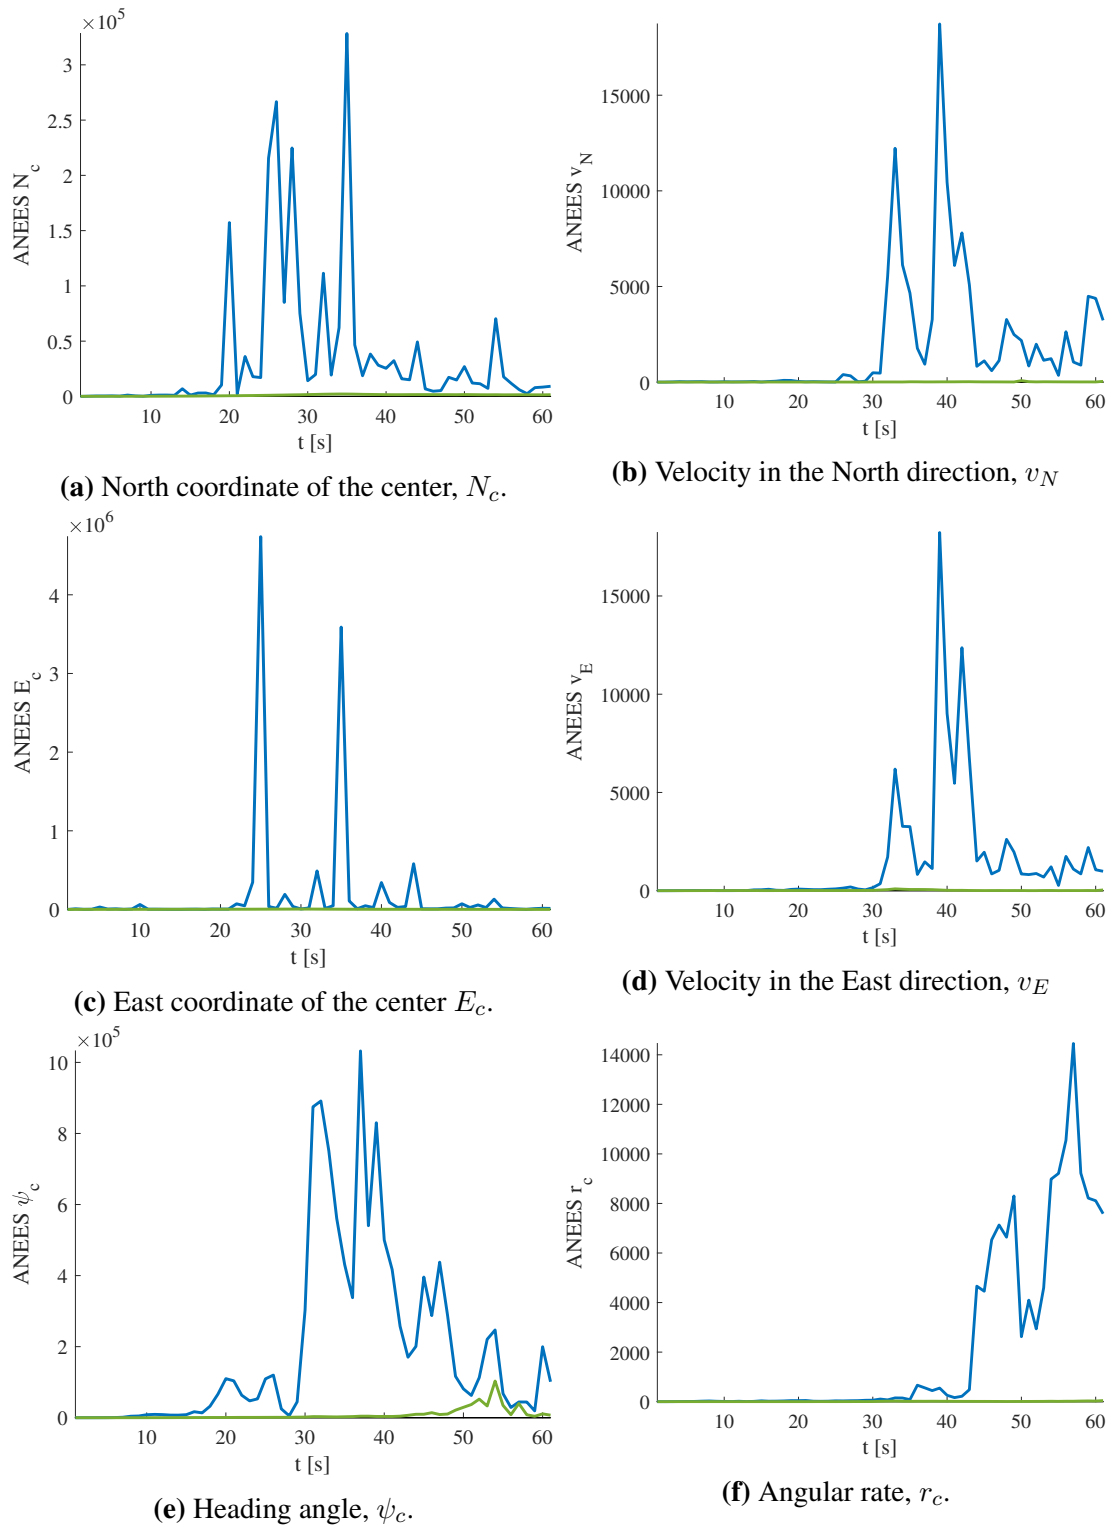 ×10^5
3
2.5
2
1.5
1
0.5
0
ANEES N_c
10 20 30 40 50 60
t [s]
(a) North coordinate of the center, N_c.
15000
10000
5000
0
ANEES v_N
10 20 30 40 50 60
t [s]
(b) Velocity in the North direction, v_N
×10^6
4
3
2
1
0
ANEES E_c
10 20 30 40 50 60
t [s]
(c) East coordinate of the center E_c.
15000
10000
5000
0
ANEES v_E
10 20 30 40 50 60
t [s]
(d) Velocity in the East direction, v_E
×10^5
10
8
6
4
2
0
ANEES ψ_c
10 20 30 40 50 60
t [s]
(e) Heading angle, ψ_c.
14000
12000
10000
8000
6000
4000
2000
0
ANEES r_c
10 20 30 40 50 60
t [s]
(f) Angular rate, r_c.